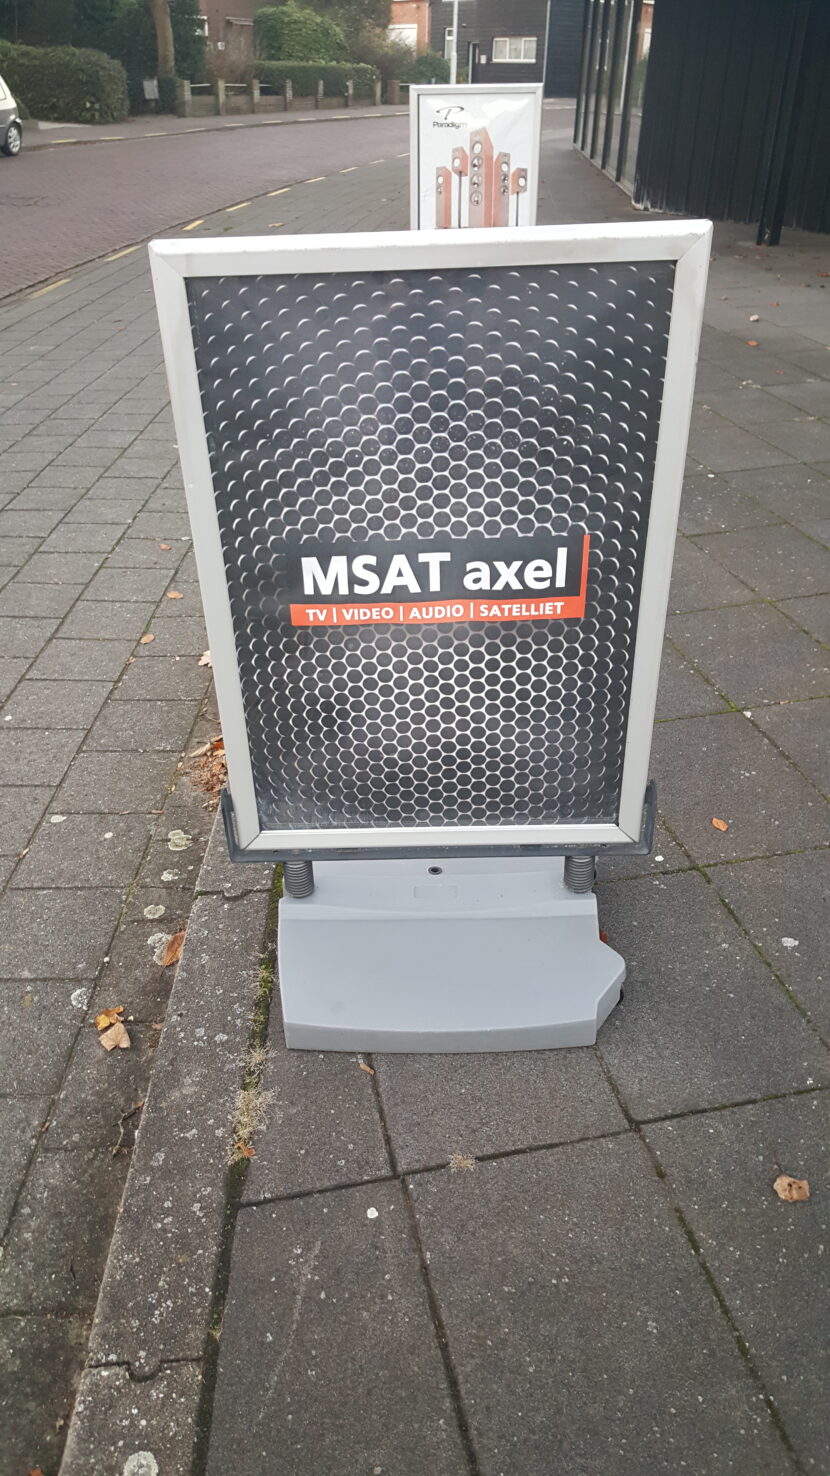 Paradigm
MSAT axel
TV | VIDEO | AUDIO | SATELLIET